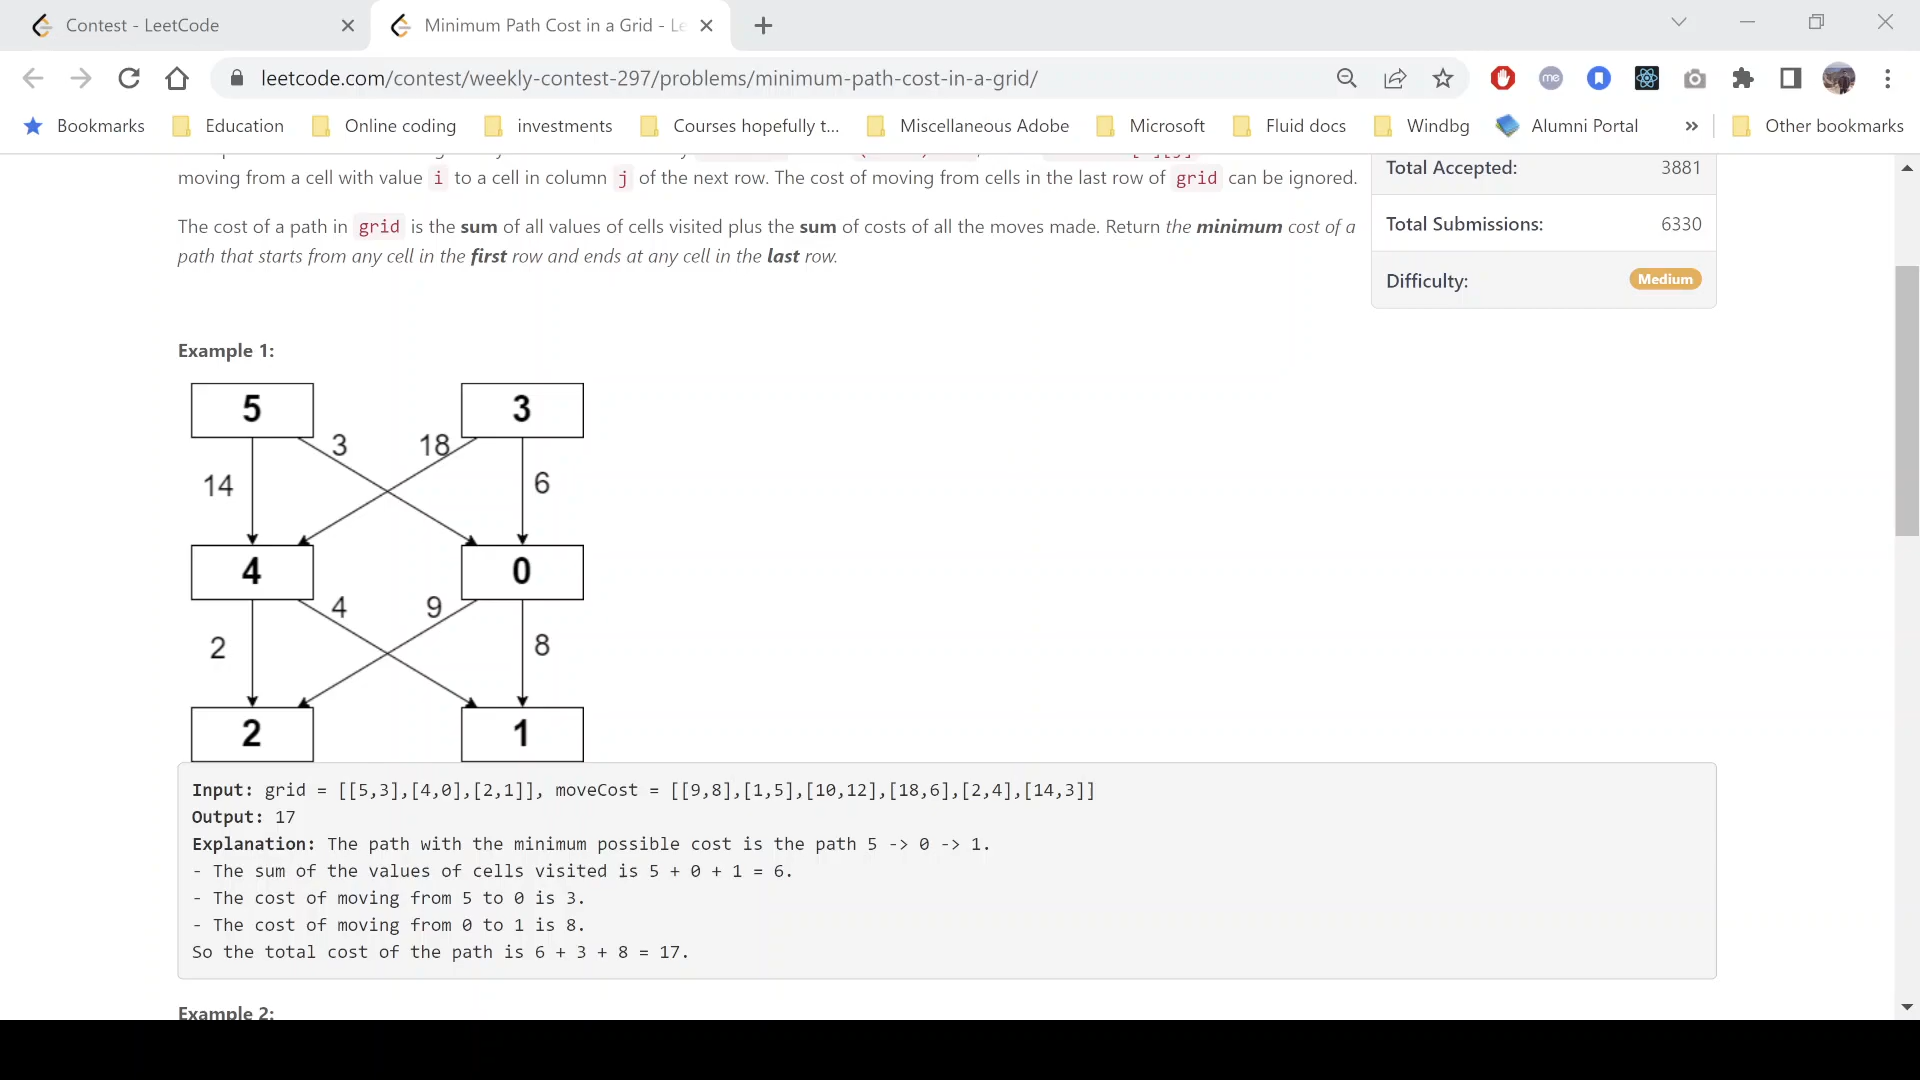 Contest - LeetCode
Minimum Path Cost in a Grid - Le
leetcode.com/contest/weekly-contest-297/problems/minimum-path-cost-in-a-grid/
me
Bookmarks
Education
Online coding
investments
Courses hopefully t...
Miscellaneous Adobe
Microsoft
Fluid docs
Windbg
Alumni Portal
»
Other bookmarks
moving from a cell with value i to a cell in column j of the next row. The cost of moving from cells in the last row of grid can be ignored.
The cost of a path in grid is the sum of all values of cells visited plus the sum of costs of all the moves made. Return the minimum cost of a
path that starts from any cell in the first row and ends at any cell in the last row.
Total Accepted: 3881
Total Submissions: 6330
Difficulty: Medium
Example 1:
5 3
3 18
14 6
4 0
4 9
2 8
2 1
Input: grid = [[5,3],[4,0],[2,1]], moveCost = [[9,8],[1,5],[10,12],[18,6],[2,4],[14,3]]
Output: 17
Explanation: The path with the minimum possible cost is the path 5 -> 0 -> 1.
- The sum of the values of cells visited is 5 + 0 + 1 = 6.
- The cost of moving from 5 to 0 is 3.
- The cost of moving from 0 to 1 is 8.
So the total cost of the path is 6 + 3 + 8 = 17.
Example 2: